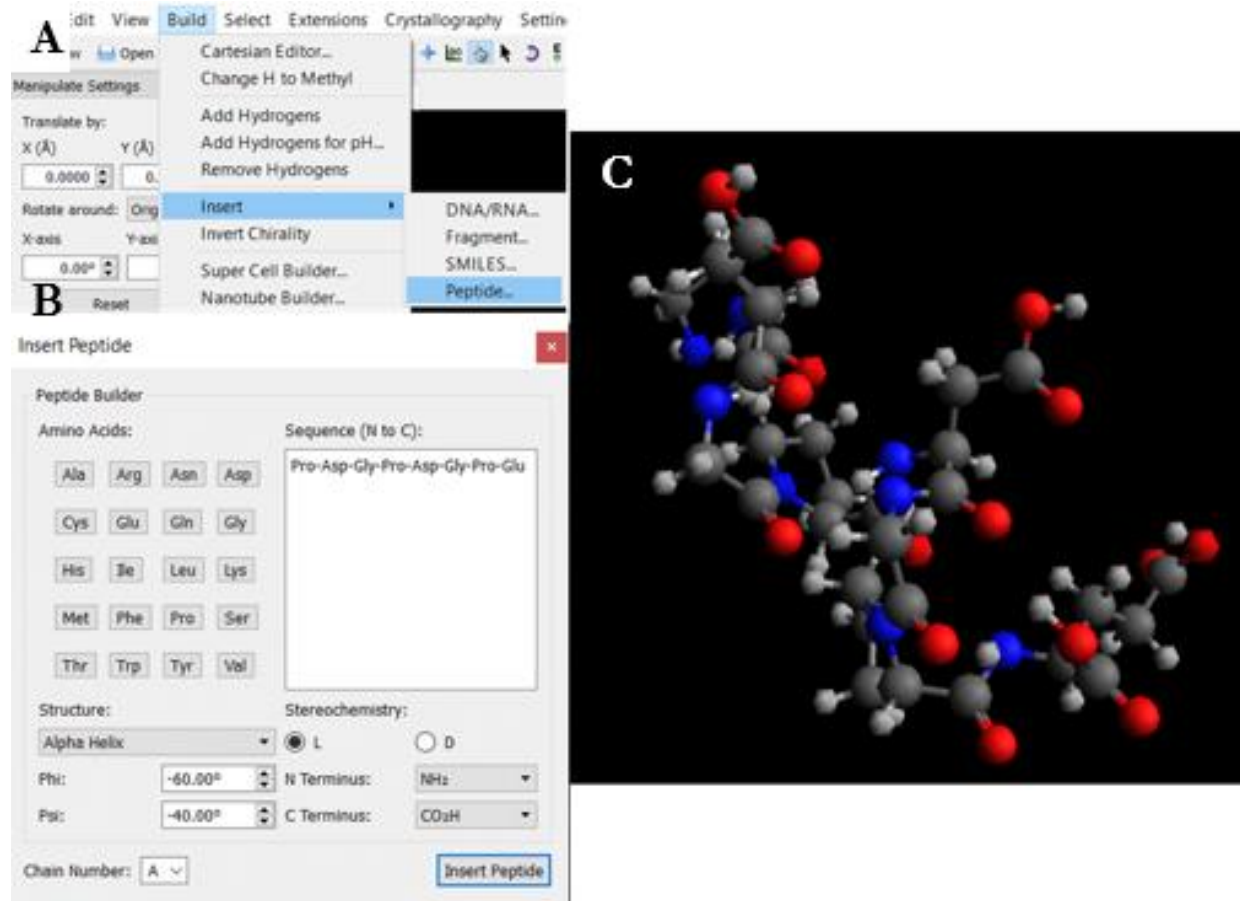 A
dit View Build Select Extensions Crystallography Settin
w Open
Cartesian Editor...
Change H to Methyl
Manipulate Settings
Add Hydrogens
Translate by:
Add Hydrogens for pH...
X (Å) Y (Å)
Remove Hydrogens
0.0000 0.
Rotate around: Orig
Insert
DNA/RNA...
Invert Chirality
Fragment...
X-axis Y-axi
SMILES...
0.00°
Super Cell Builder...
Peptide...
Reset
Nanotube Builder...
B
Insert Peptide
Peptide Builder
Amino Acids: Sequence (N to C):
Pro-Asp-Gly-Pro-Asp-Gly-Pro-Glu
Ala Arg Asn Asp
Cys Glu Gln Gly
His Ile Leu Lys
Met Phe Pro Ser
Thr Trp Tyr Val
Structure: Stereochemistry:
Alpha Helix L D
Phi: -60.00° N Terminus: NH₂
Psi: -40.00° C Terminus: CO₂H
Chain Number: A Insert Peptide
C